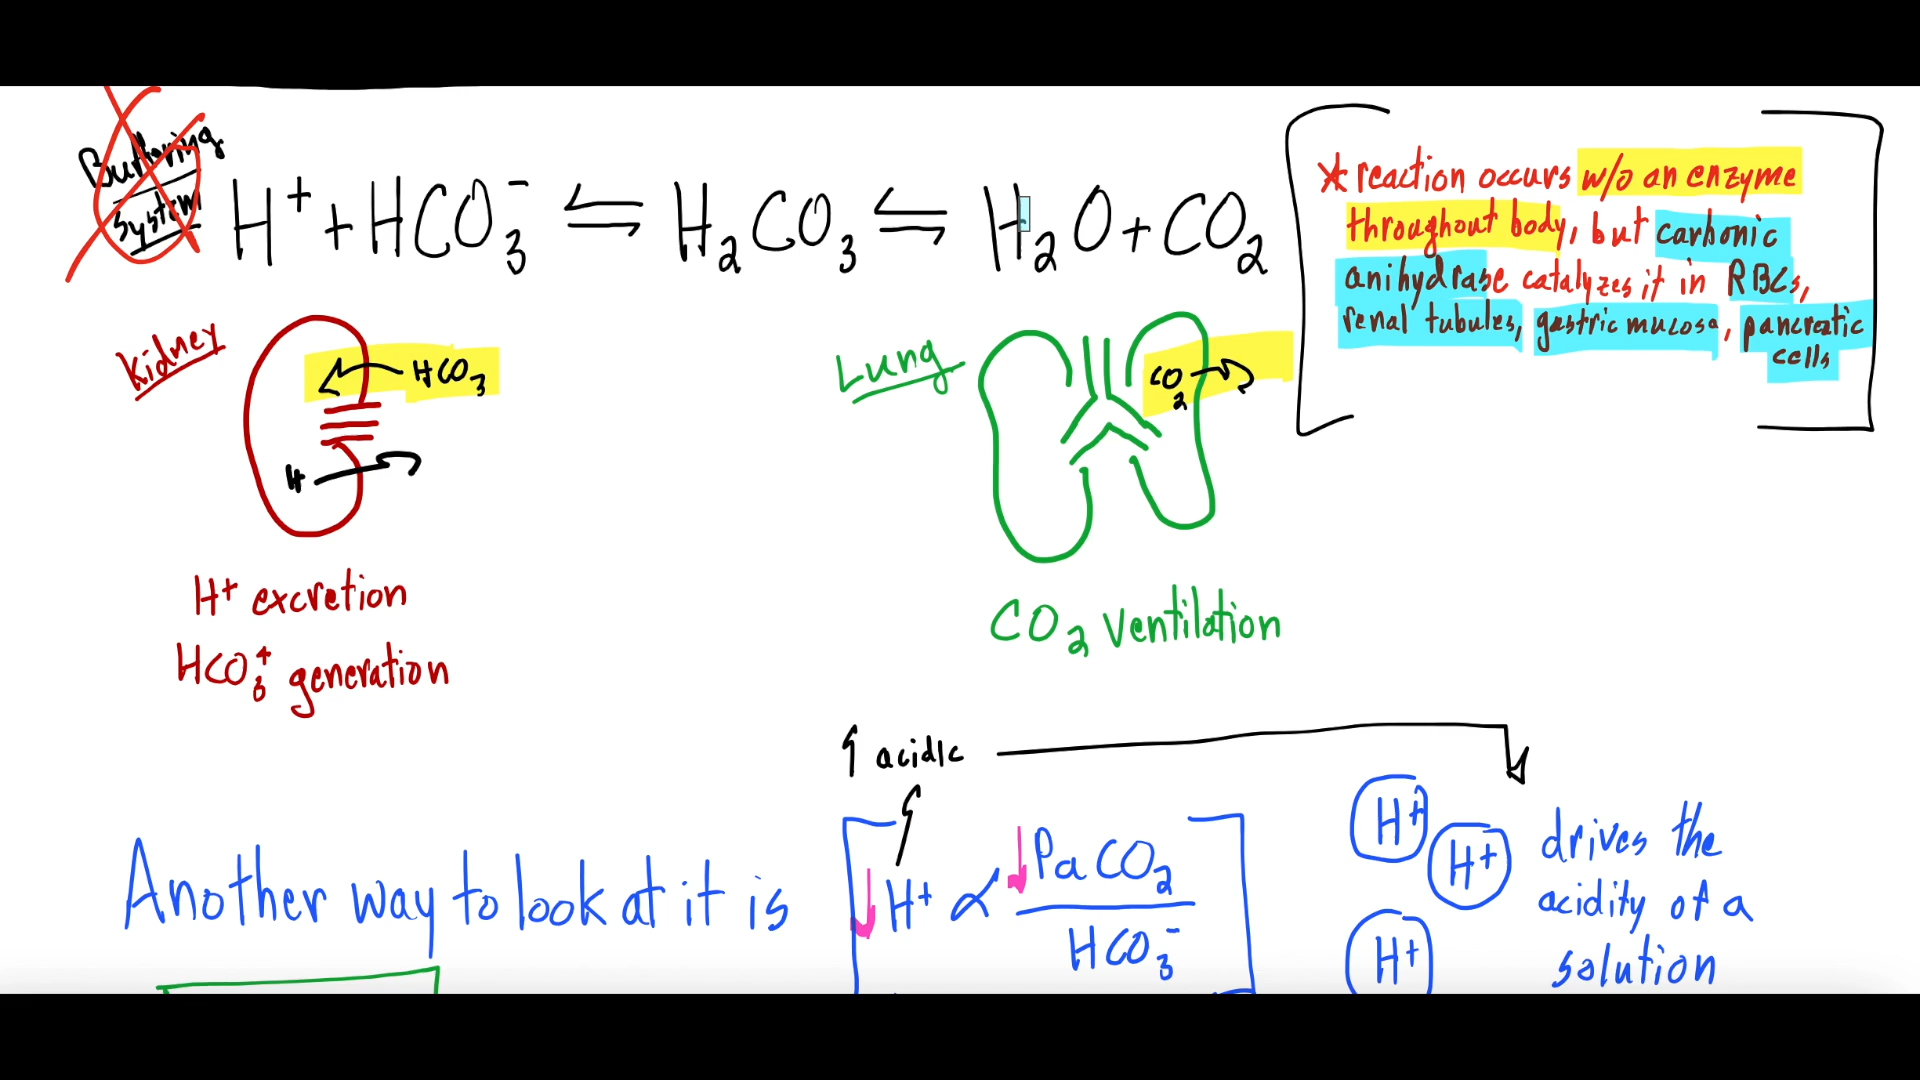 Buffering
System
H⁺ + HCO₃⁻ ⇌ H₂CO₃ ⇌ H₂O + CO₂
* reaction occurs w/o an enzyme
throughout body, but carbonic
anihydrase catalyzes it in RBCs,
renal tubules, gastric mucosa, pancreatic
cells
Kidney
HCO₃
H
H⁺ excretion
HCO₃⁺ generation
Lung
CO₂
CO₂ ventilation
↑ acidic
Another way to look at it is
↓ H⁺ ∝ ↓ PaCO₂
HCO₃⁻
H⁺
H⁺
H⁺
drives the
acidity of a
solution